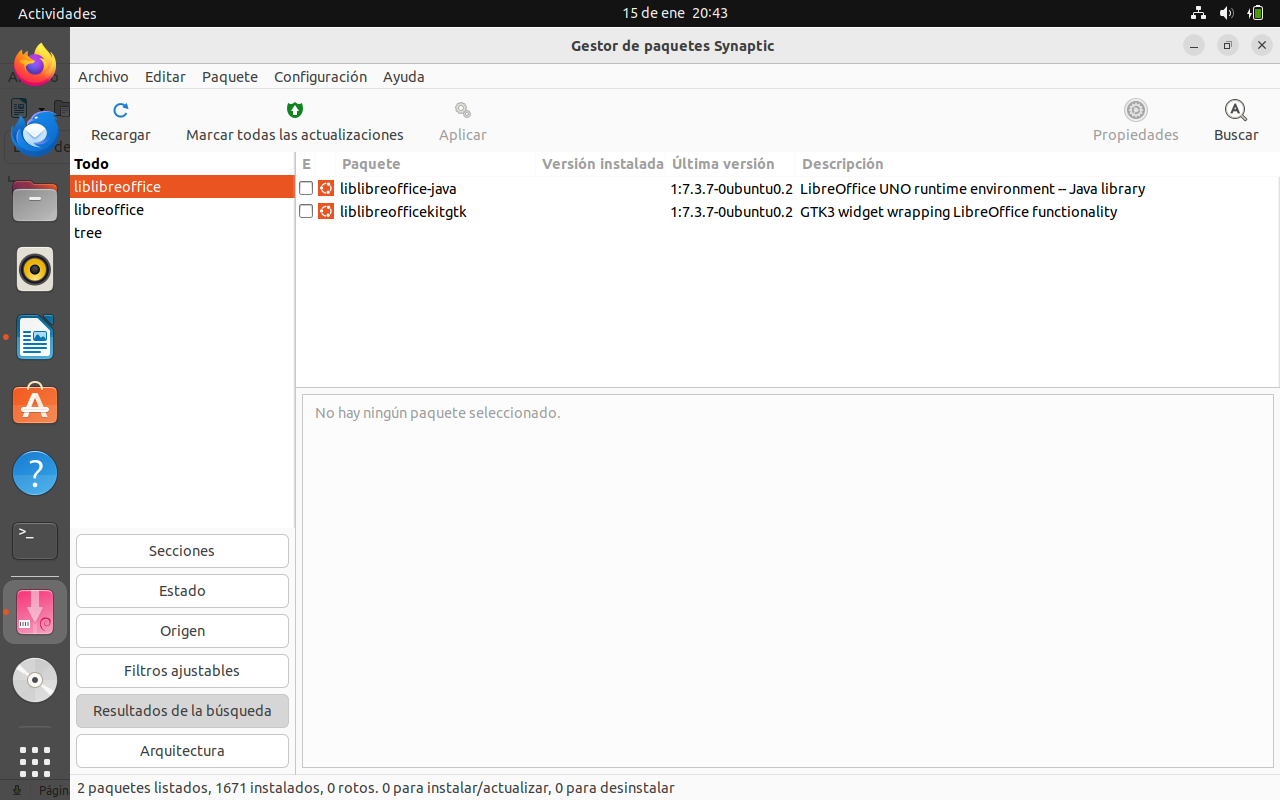 Actividades
15 de ene 20:43
Gestor de paquetes Synaptic
Archivo Editar Paquete Configuración Ayuda
Recargar
Marcar todas las actualizaciones
Aplicar
Propiedades
Buscar
Todo
liblibreoffice
libreoffice
tree
E Paquete Versión instalada Última versión Descripción
liblibreoffice-java 1:7.3.7-0ubuntu0.2 LibreOffice UNO runtime environment -- Java library
liblibreofficekitgtk 1:7.3.7-0ubuntu0.2 GTK3 widget wrapping LibreOffice functionality
No hay ningún paquete seleccionado.
Secciones
Estado
Origen
Filtros ajustables
Resultados de la búsqueda
Arquitectura
Págin
2 paquetes listados, 1671 instalados, 0 rotos. 0 para instalar/actualizar, 0 para desinstalar